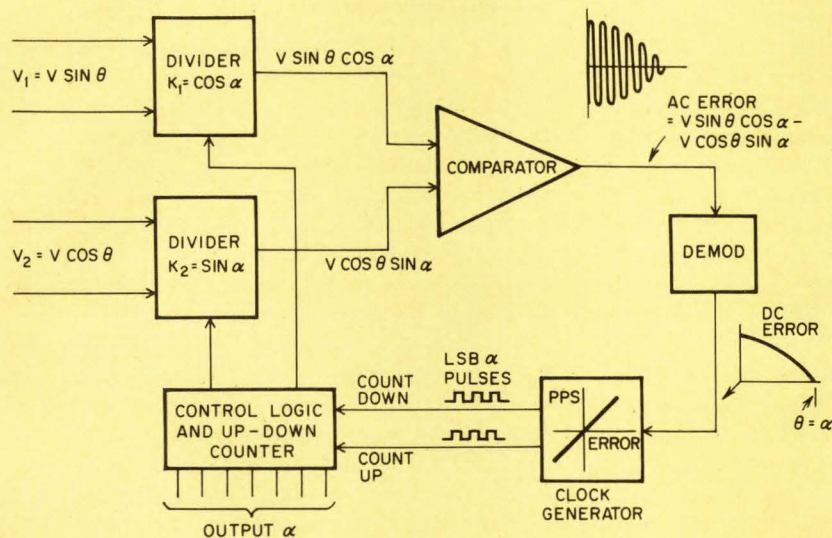 V₁ = V SIN θ
DIVIDER
K₁ = COS α
V SIN θ COS α
V₂ = V COS θ
DIVIDER
K₂ = SIN α
V COS θ SIN α
COMPARATOR
AC ERROR
= V SIN θ COS α –
V COS θ SIN α
DEMOD
DC
ERROR
θ = α
PPS
ERROR
CLOCK
GENERATOR
LSB α
PULSES
COUNT
DOWN
COUNT
UP
CONTROL LOGIC
AND UP-DOWN
COUNTER
OUTPUT α